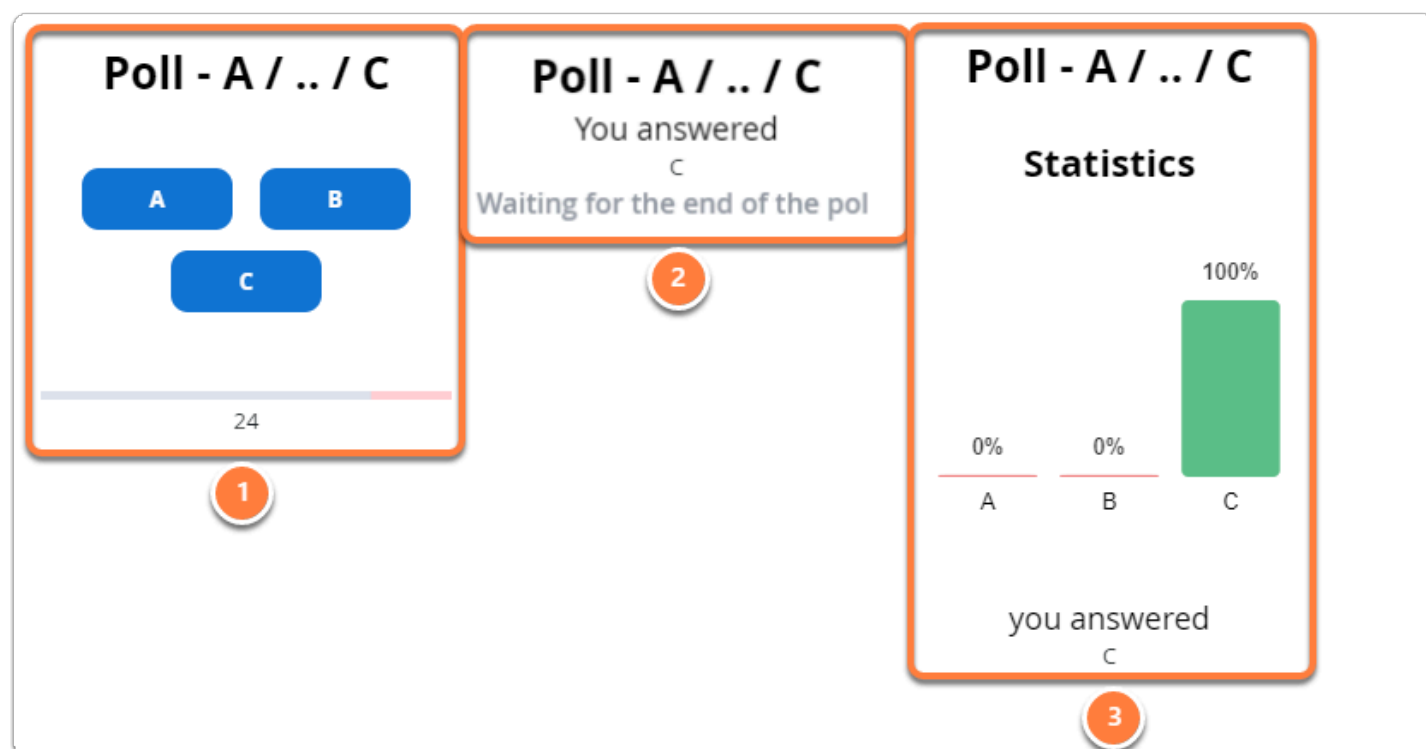 Poll - A / .. / C
A
B
C
24
1
Poll - A / .. / C
You answered
C
Waiting for the end of the pol
2
Poll - A / .. / C
Statistics
100%
0%
0%
A
B
C
you answered
C
3